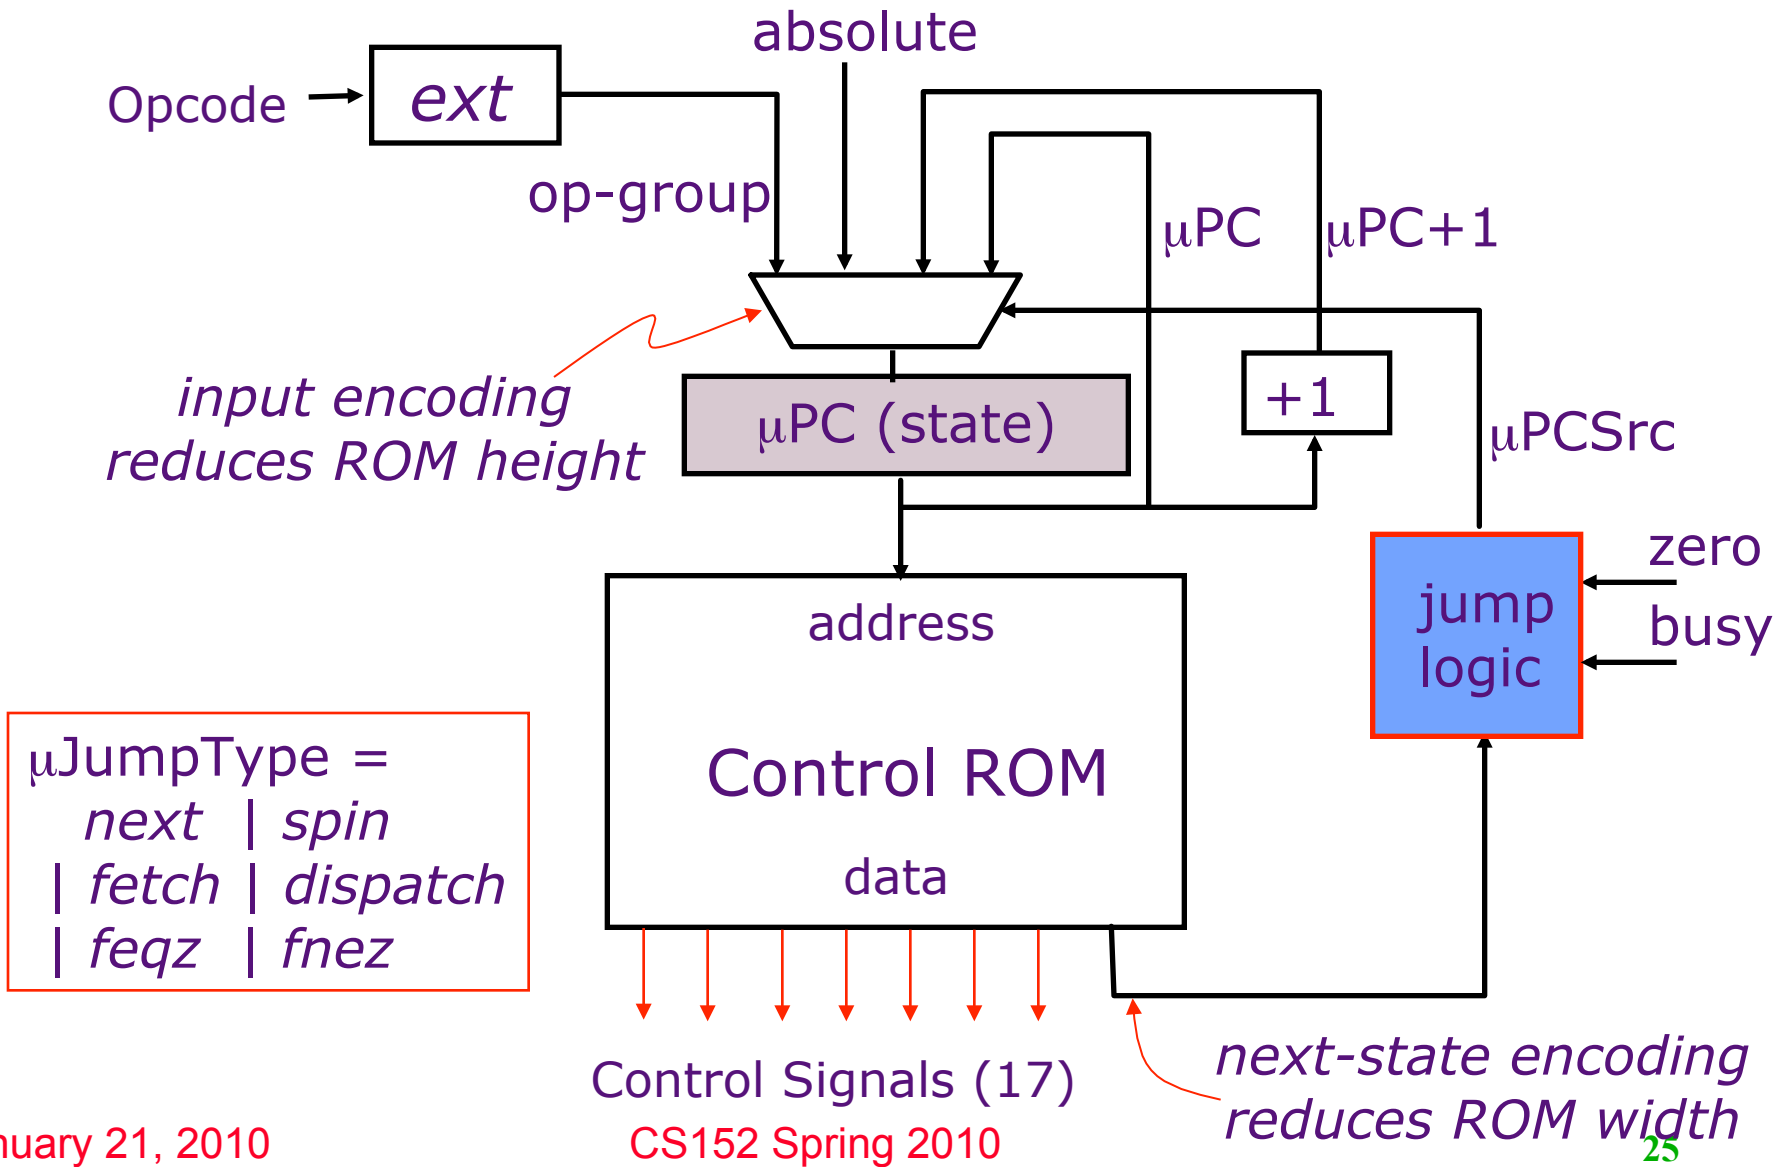 absolute
Opcode
ext
op-group
μPC
μPC+1
input encoding
reduces ROM height
μPC (state)
+1
μPCSrc
zero
busy
jump
logic
address
Control ROM
data
μJumpType =
next | spin
| fetch | dispatch
| feqz | fnez
Control Signals (17)
next-state encoding
reduces ROM width
nuary 21, 2010
CS152 Spring 2010
25